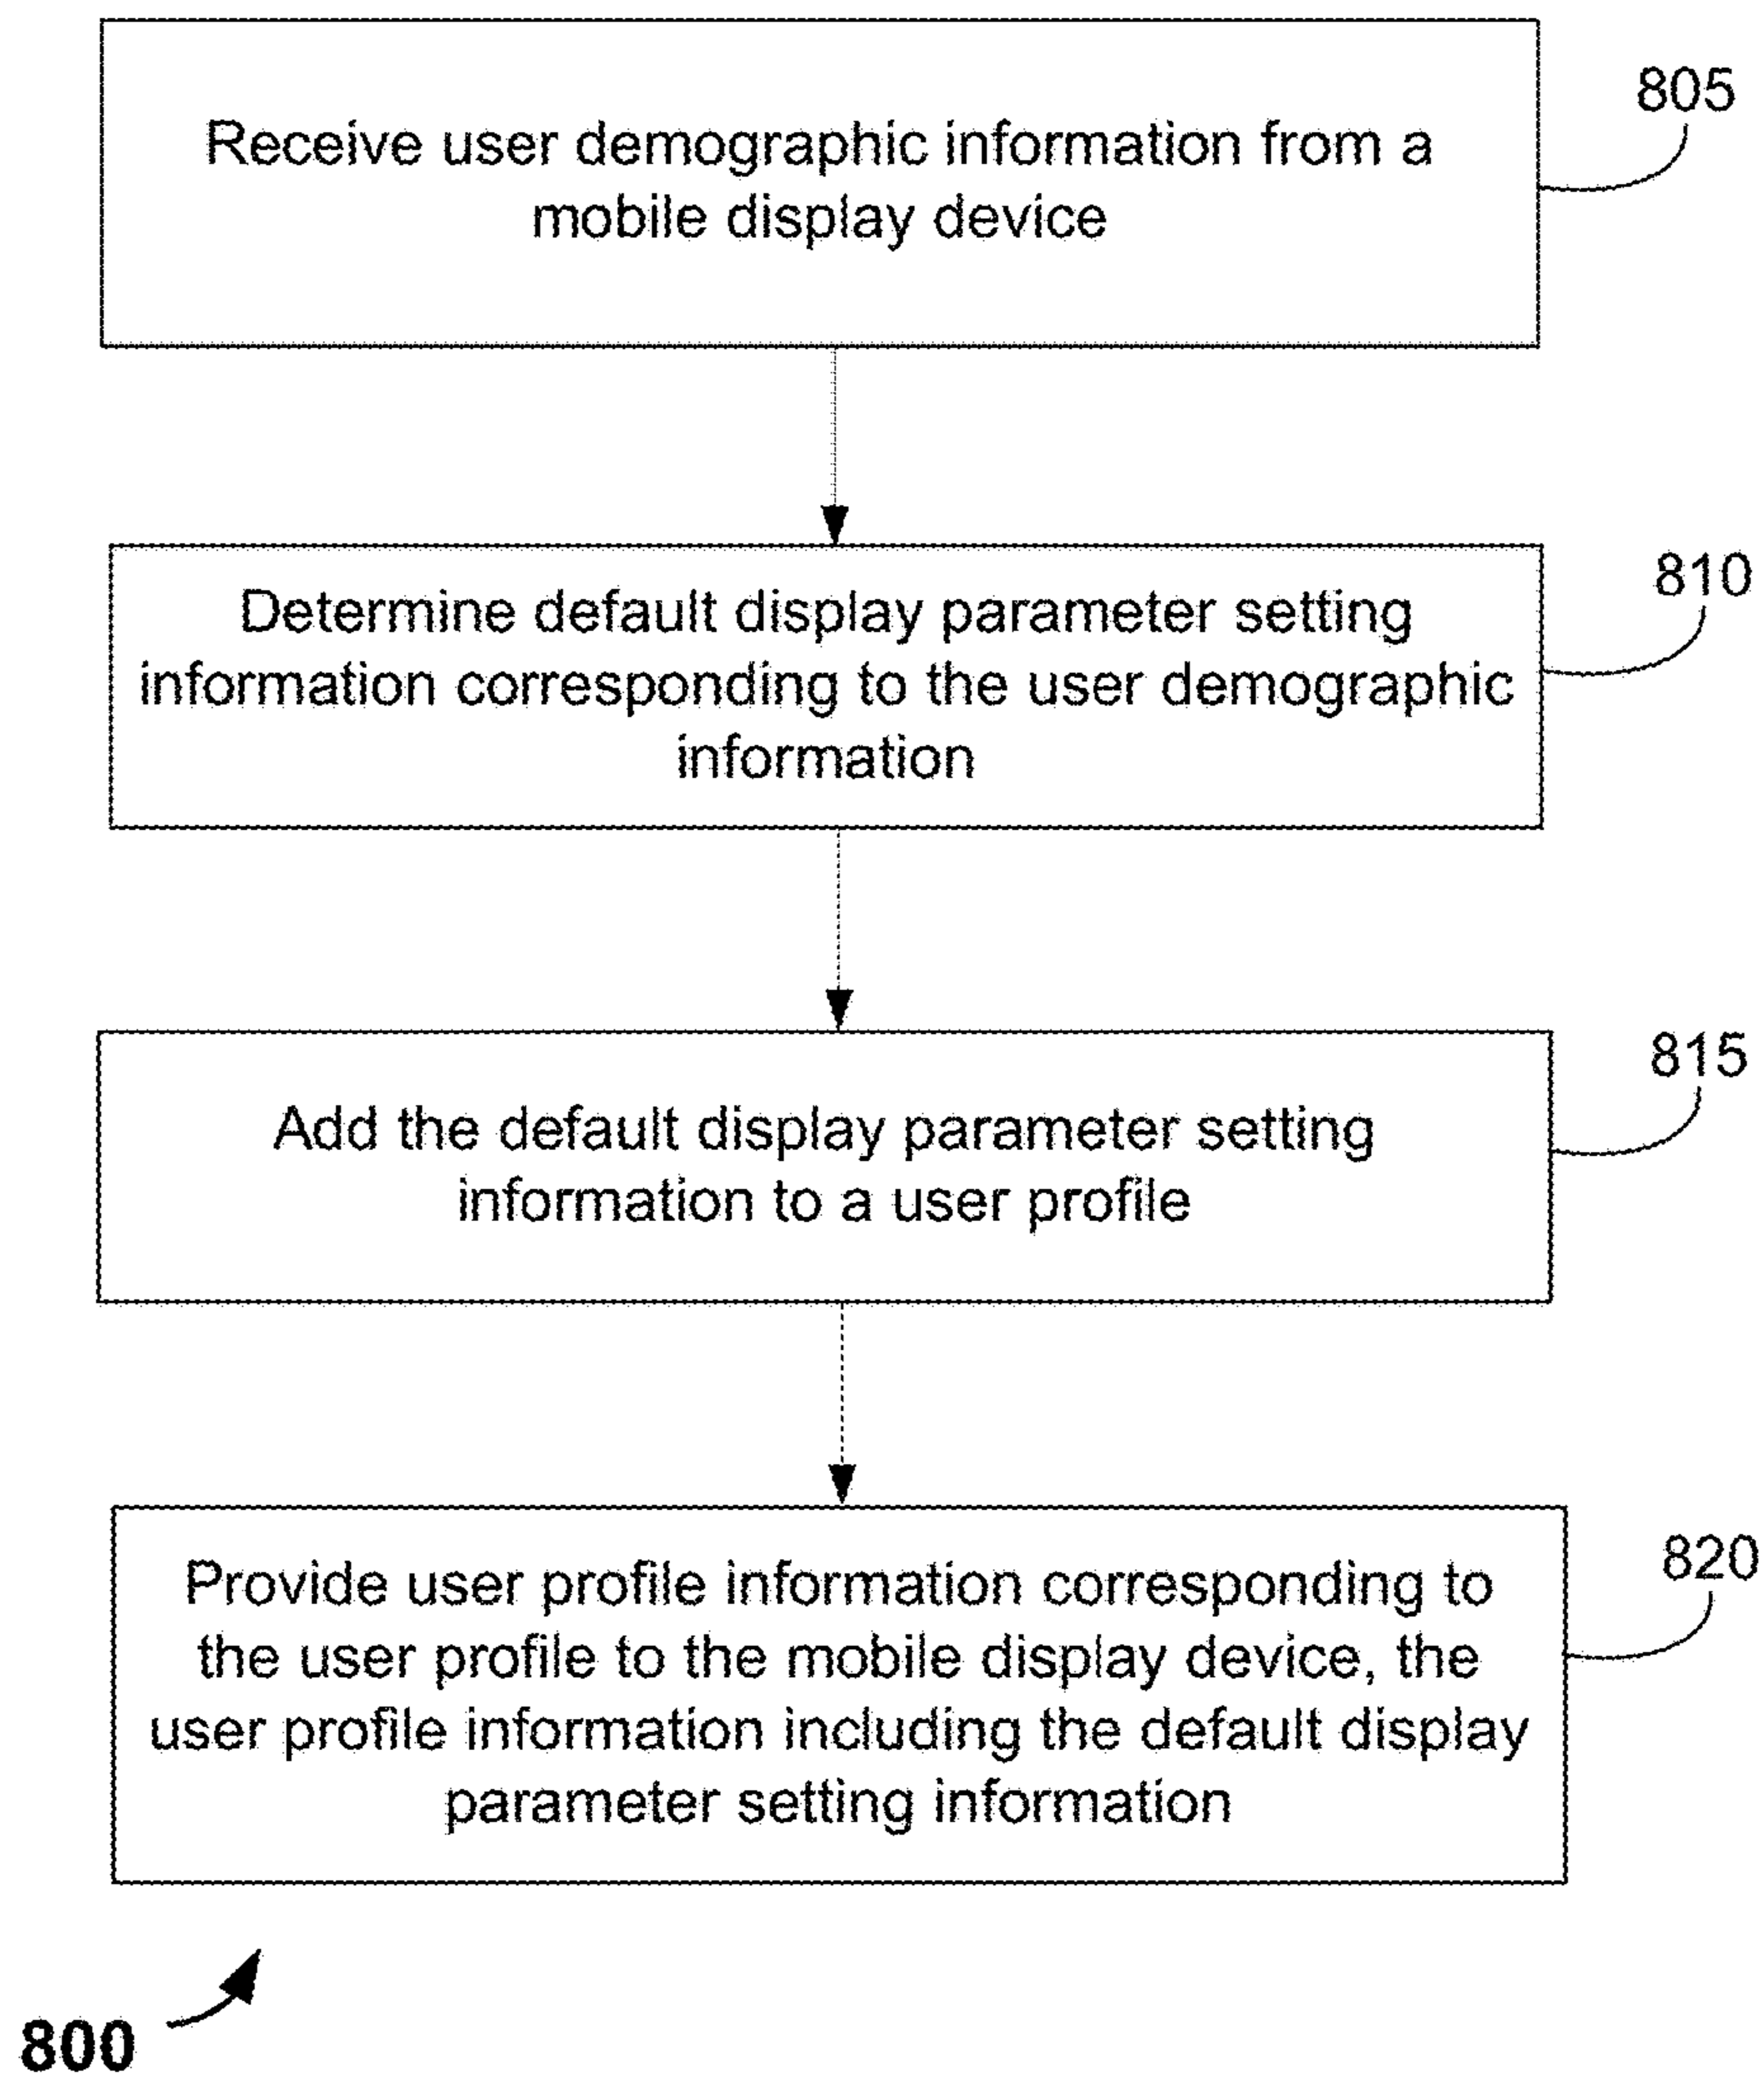 Receive user demographic information from a
mobile display device
805
Determine default display parameter setting
information corresponding to the user demographic
information
810
Add the default display parameter setting
information to a user profile
815
Provide user profile information corresponding to
the user profile to the mobile display device, the
user profile information including the default display
parameter setting information
820
800